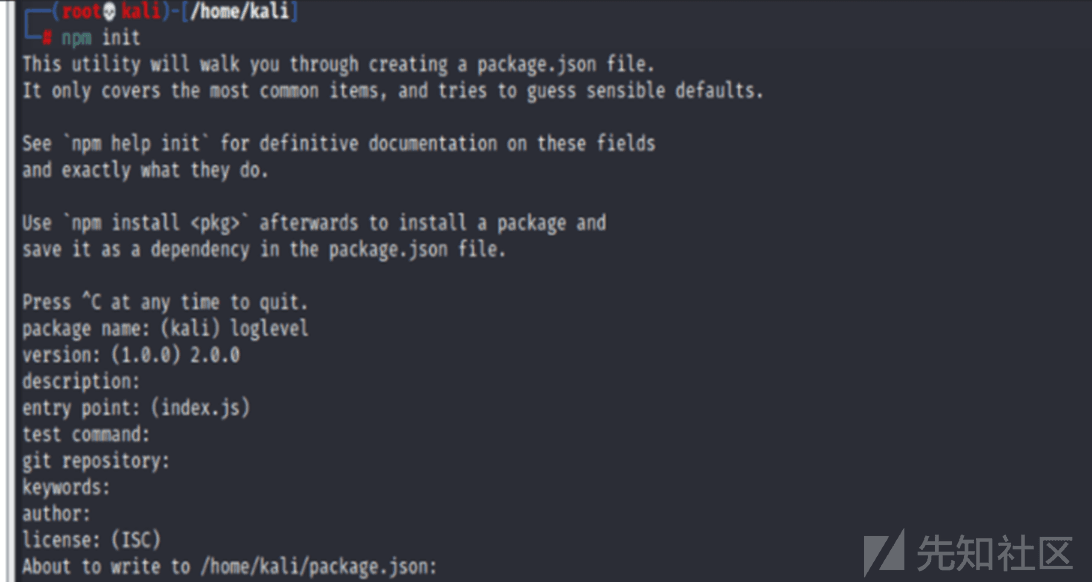 ┌──(root💀kali)-[/home/kali]
└─# npm init
This utility will walk you through creating a package.json file.
It only covers the most common items, and tries to guess sensible defaults.
See `npm help init` for definitive documentation on these fields
and exactly what they do.
Use `npm install <pkg>` afterwards to install a package and
save it as a dependency in the package.json file.
Press ^C at any time to quit.
package name: (kali) loglevel
version: (1.0.0) 2.0.0
description:
entry point: (index.js)
test command:
git repository:
keywords:
author:
license: (ISC)
About to write to /home/kali/package.json:
先知社区